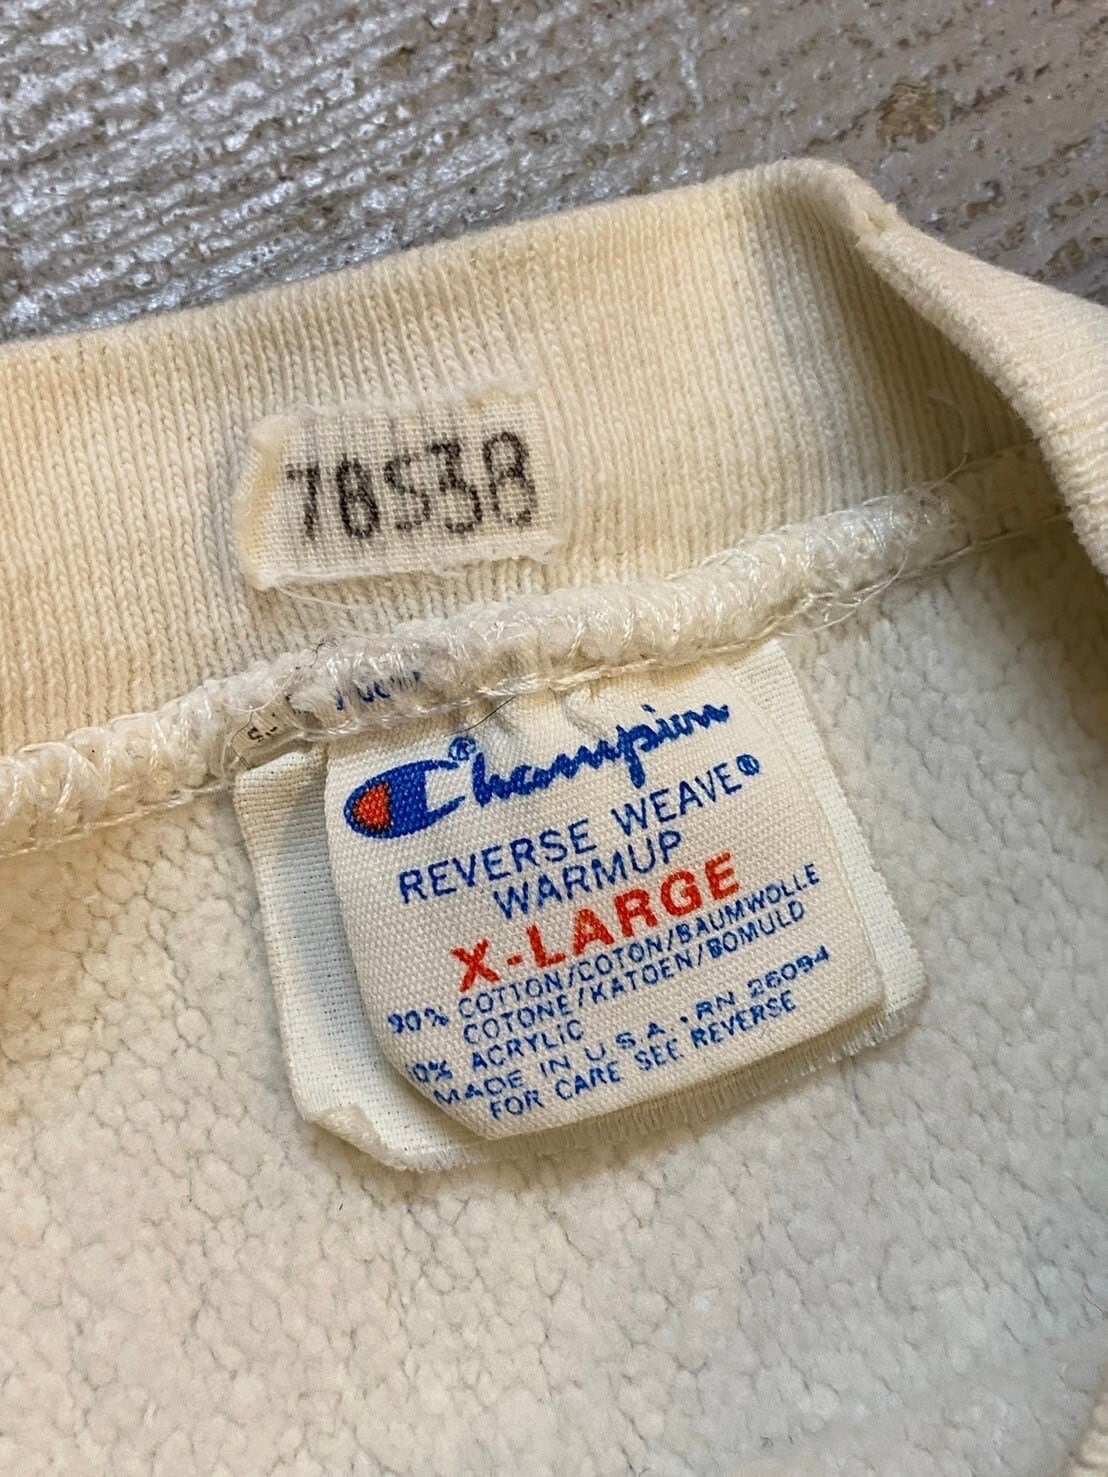 78S38
Champion®
REVERSE WEAVE®
WARMUP
X-LARGE
90% COTTON/COTON/BAUMWOLLE
COTONE/KATOEN/BOMULD
10% ACRYLIC
MADE IN U.S.A. RN 26094
FOR CARE SEE REVERSE